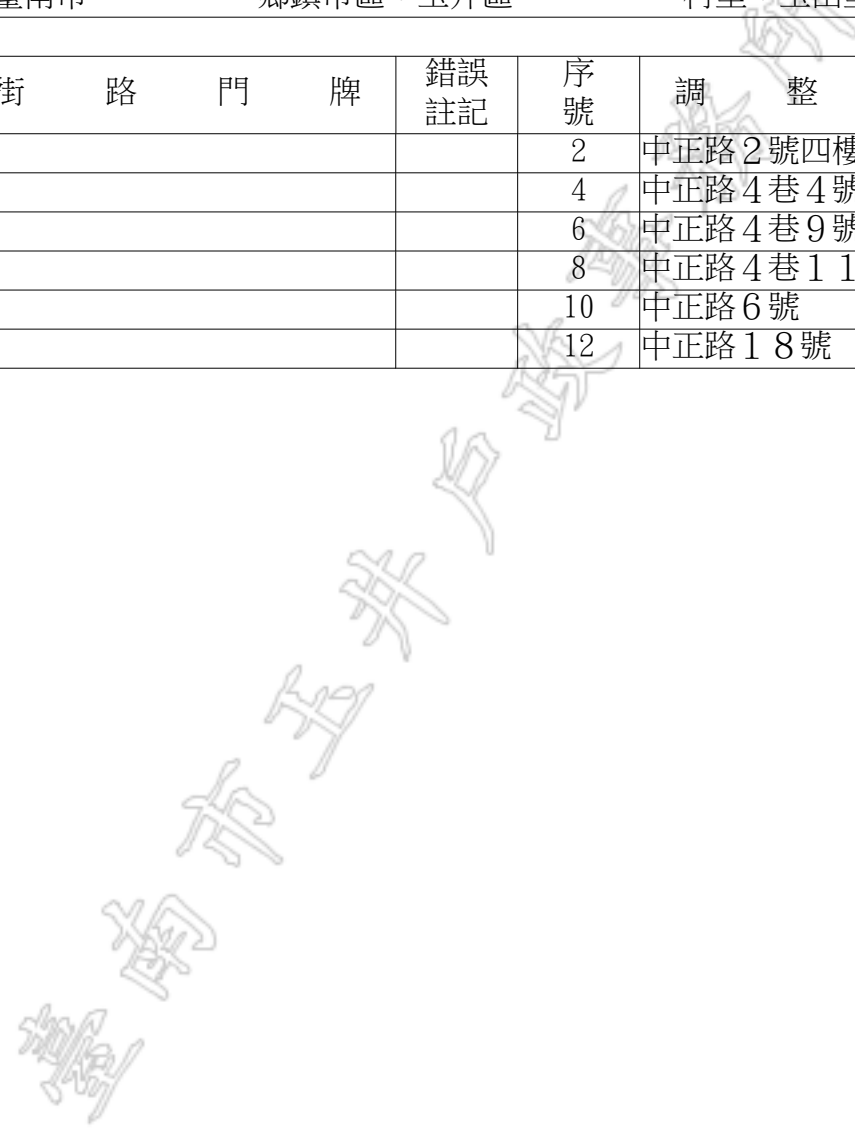 臺南市 鄉鎮市區：玉井區 村里：玉田里
街 路 門 牌 錯誤註記 序號 調 整
2 中正路２號四樓
4 中正路４巷４號
6 中正路４巷９號
8 中正路４巷１１
10 中正路６號
12 中正路１８號
臺南市玉井戶政事務所